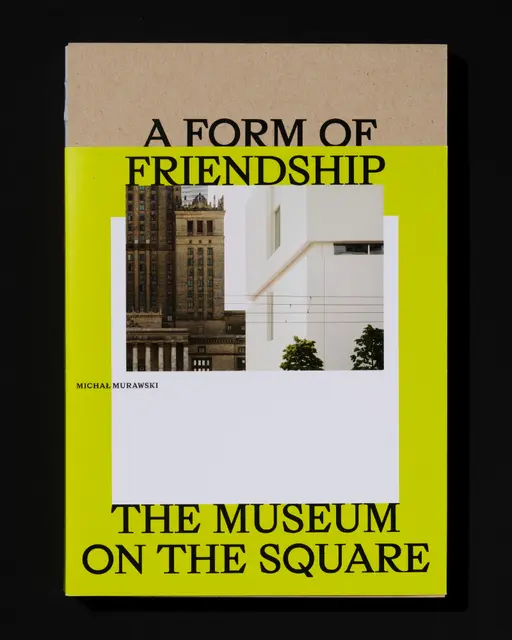 A FORM OF
FRIENDSHIP
MICHAŁ MURAWSKI
THE MUSEUM
ON THE SQUARE